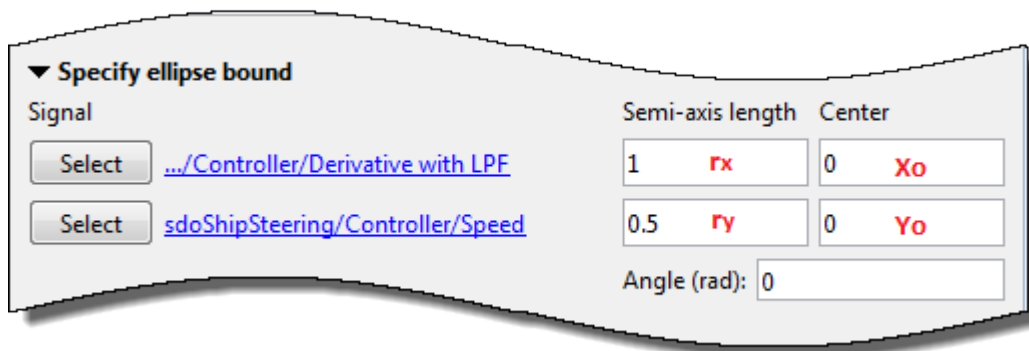 ▼ Specify ellipse bound
Signal Semi-axis length Center
Select .../Controller/Derivative with LPF 1 rx 0 Xo
Select sdoShipSteering/Controller/Speed 0.5 ry 0 Yo
Angle (rad): 0